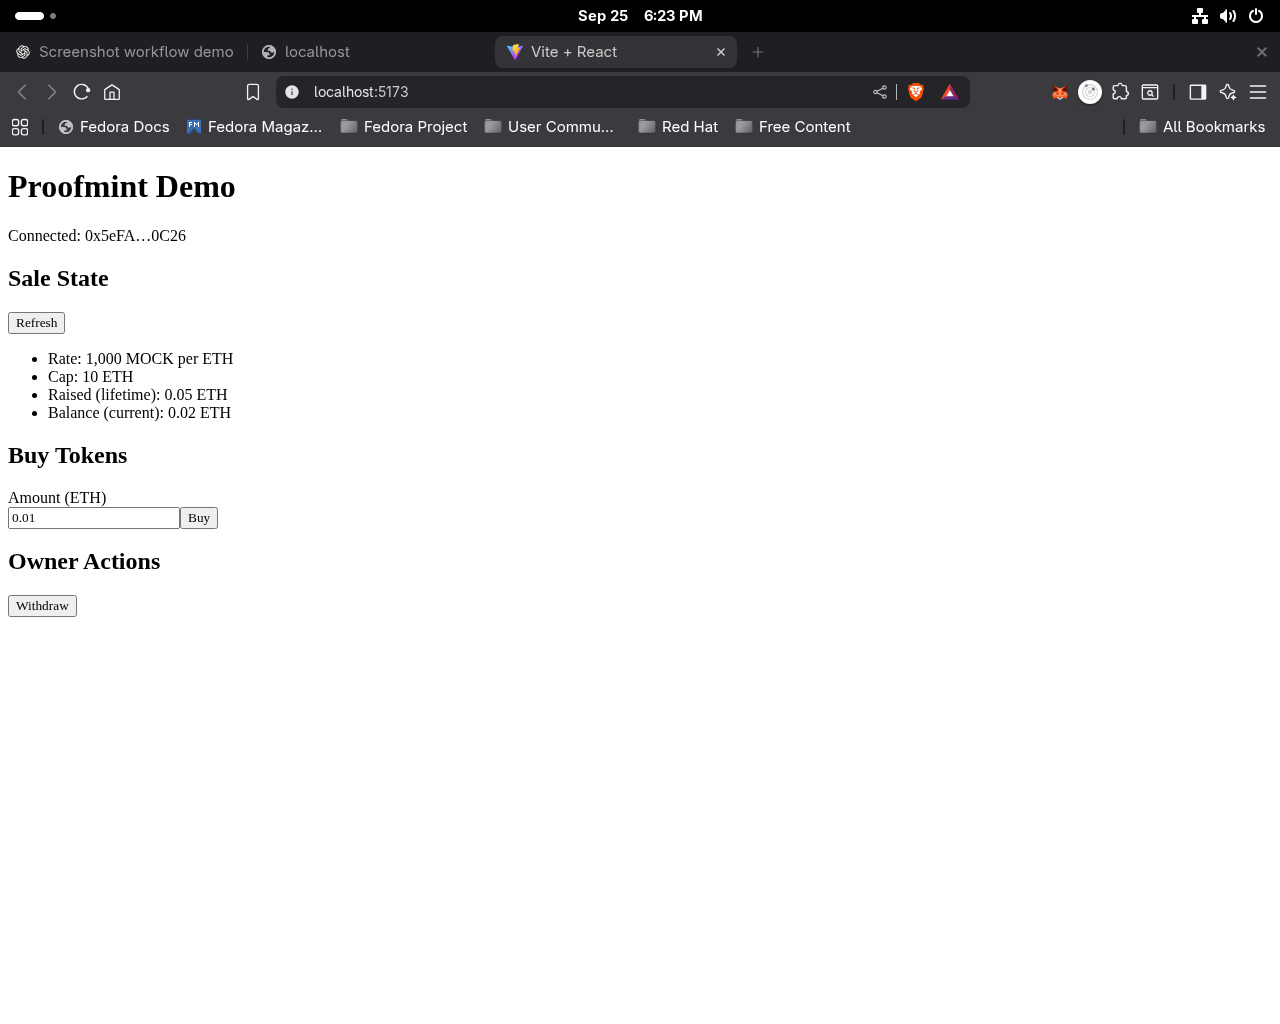 Sep 25 6:23 PM
Screenshot workflow demo
localhost
Vite + React
localhost:5173
Fedora Docs
FM
Fedora Magaz...
Fedora Project
User Commu...
Red Hat
Free Content
All Bookmarks
Proofmint Demo
Connected: 0x5eFA…0C26
Sale State
Refresh
• Rate: 1,000 MOCK per ETH
• Cap: 10 ETH
• Raised (lifetime): 0.05 ETH
• Balance (current): 0.02 ETH
Buy Tokens
Amount (ETH)
0.01 Buy
Owner Actions
Withdraw